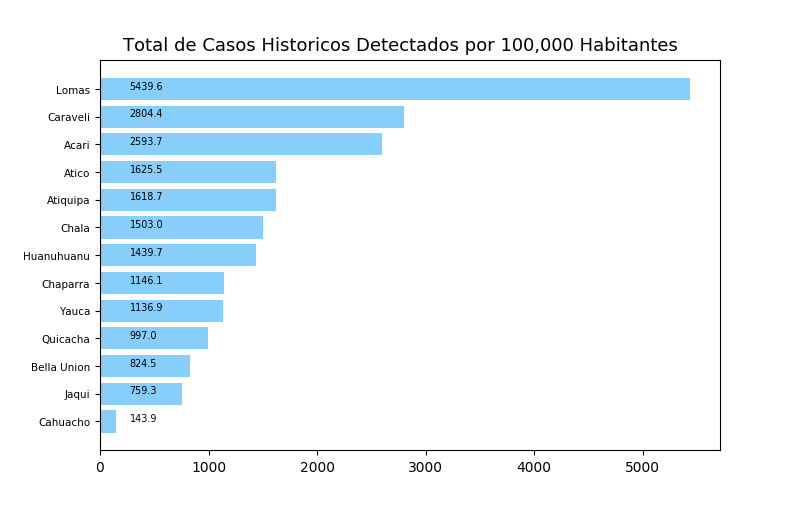 Total de Casos Historicos Detectados por 100,000 Habitantes
Lomas 5439.6
Caraveli 2804.4
Acari 2593.7
Atico 1625.5
Atiquipa 1618.7
Chala 1503.0
Huanuhuanu 1439.7
Chaparra 1146.1
Yauca 1136.9
Quicacha 997.0
Bella Union 824.5
Jaqui 759.3
Cahuacho 143.9
0 1000 2000 3000 4000 5000